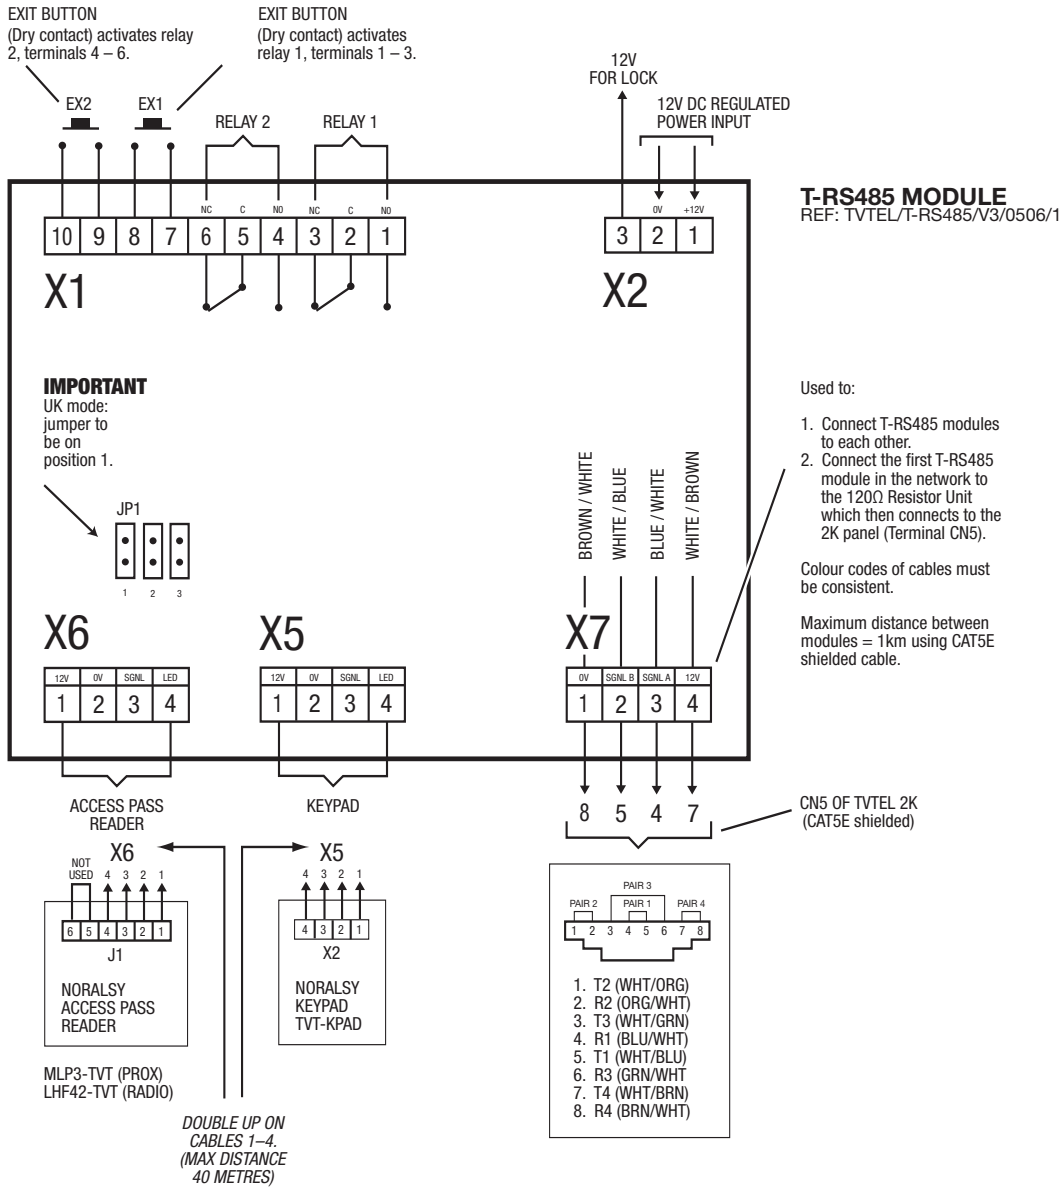 EXIT BUTTON
(Dry contact) activates relay
2, terminals 4 – 6.
EXIT BUTTON
(Dry contact) activates
relay 1, terminals 1 – 3.
12V
FOR LOCK
12V DC REGULATED
POWER INPUT
EX2
EX1
RELAY 2
RELAY 1
T-RS485 MODULE
REF: TVTEL/T-RS485/V3/0506/1
NC C NO NC C NO
10 9 8 7 6 5 4 3 2 1
X1
0V +12V
3 2 1
X2
IMPORTANT
UK mode:
jumper to
be on
position 1.
JP1
1 2 3
Used to:
1. Connect T-RS485 modules
to each other.
2. Connect the first T-RS485
module in the network to
the 120Ω Resistor Unit
which then connects to the
2K panel (Terminal CN5).
Colour codes of cables must
be consistent.
Maximum distance between
modules = 1km using CAT5E
shielded cable.
BROWN / WHITE
WHITE / BLUE
BLUE / WHITE
WHITE / BROWN
X6
12V 0V SGNL LED
1 2 3 4
X5
12V 0V SGNL LED
1 2 3 4
X7
0V SGNL B SGNL A 12V
1 2 3 4
ACCESS PASS
READER
KEYPAD
8 5 4 7
CN5 OF TVTEL 2K
(CAT5E shielded)
X6
NOT
USED
4 3 2 1
6 5 4 3 2 1
J1
NORALSY
ACCESS PASS
READER
MLP3-TVT (PROX)
LHF42-TVT (RADIO)
X5
4 3 2 1
4 3 2 1
X2
NORALSY
KEYPAD
TVT-KPAD
DOUBLE UP ON
CABLES 1–4.
(MAX DISTANCE
40 METRES)
PAIR 3
PAIR 2 PAIR 1 PAIR 4
1 2 3 4 5 6 7 8
1. T2 (WHT/ORG)
2. R2 (ORG/WHT)
3. T3 (WHT/GRN)
4. R1 (BLU/WHT)
5. T1 (WHT/BLU)
6. R3 (GRN/WHT
7. T4 (WHT/BRN)
8. R4 (BRN/WHT)